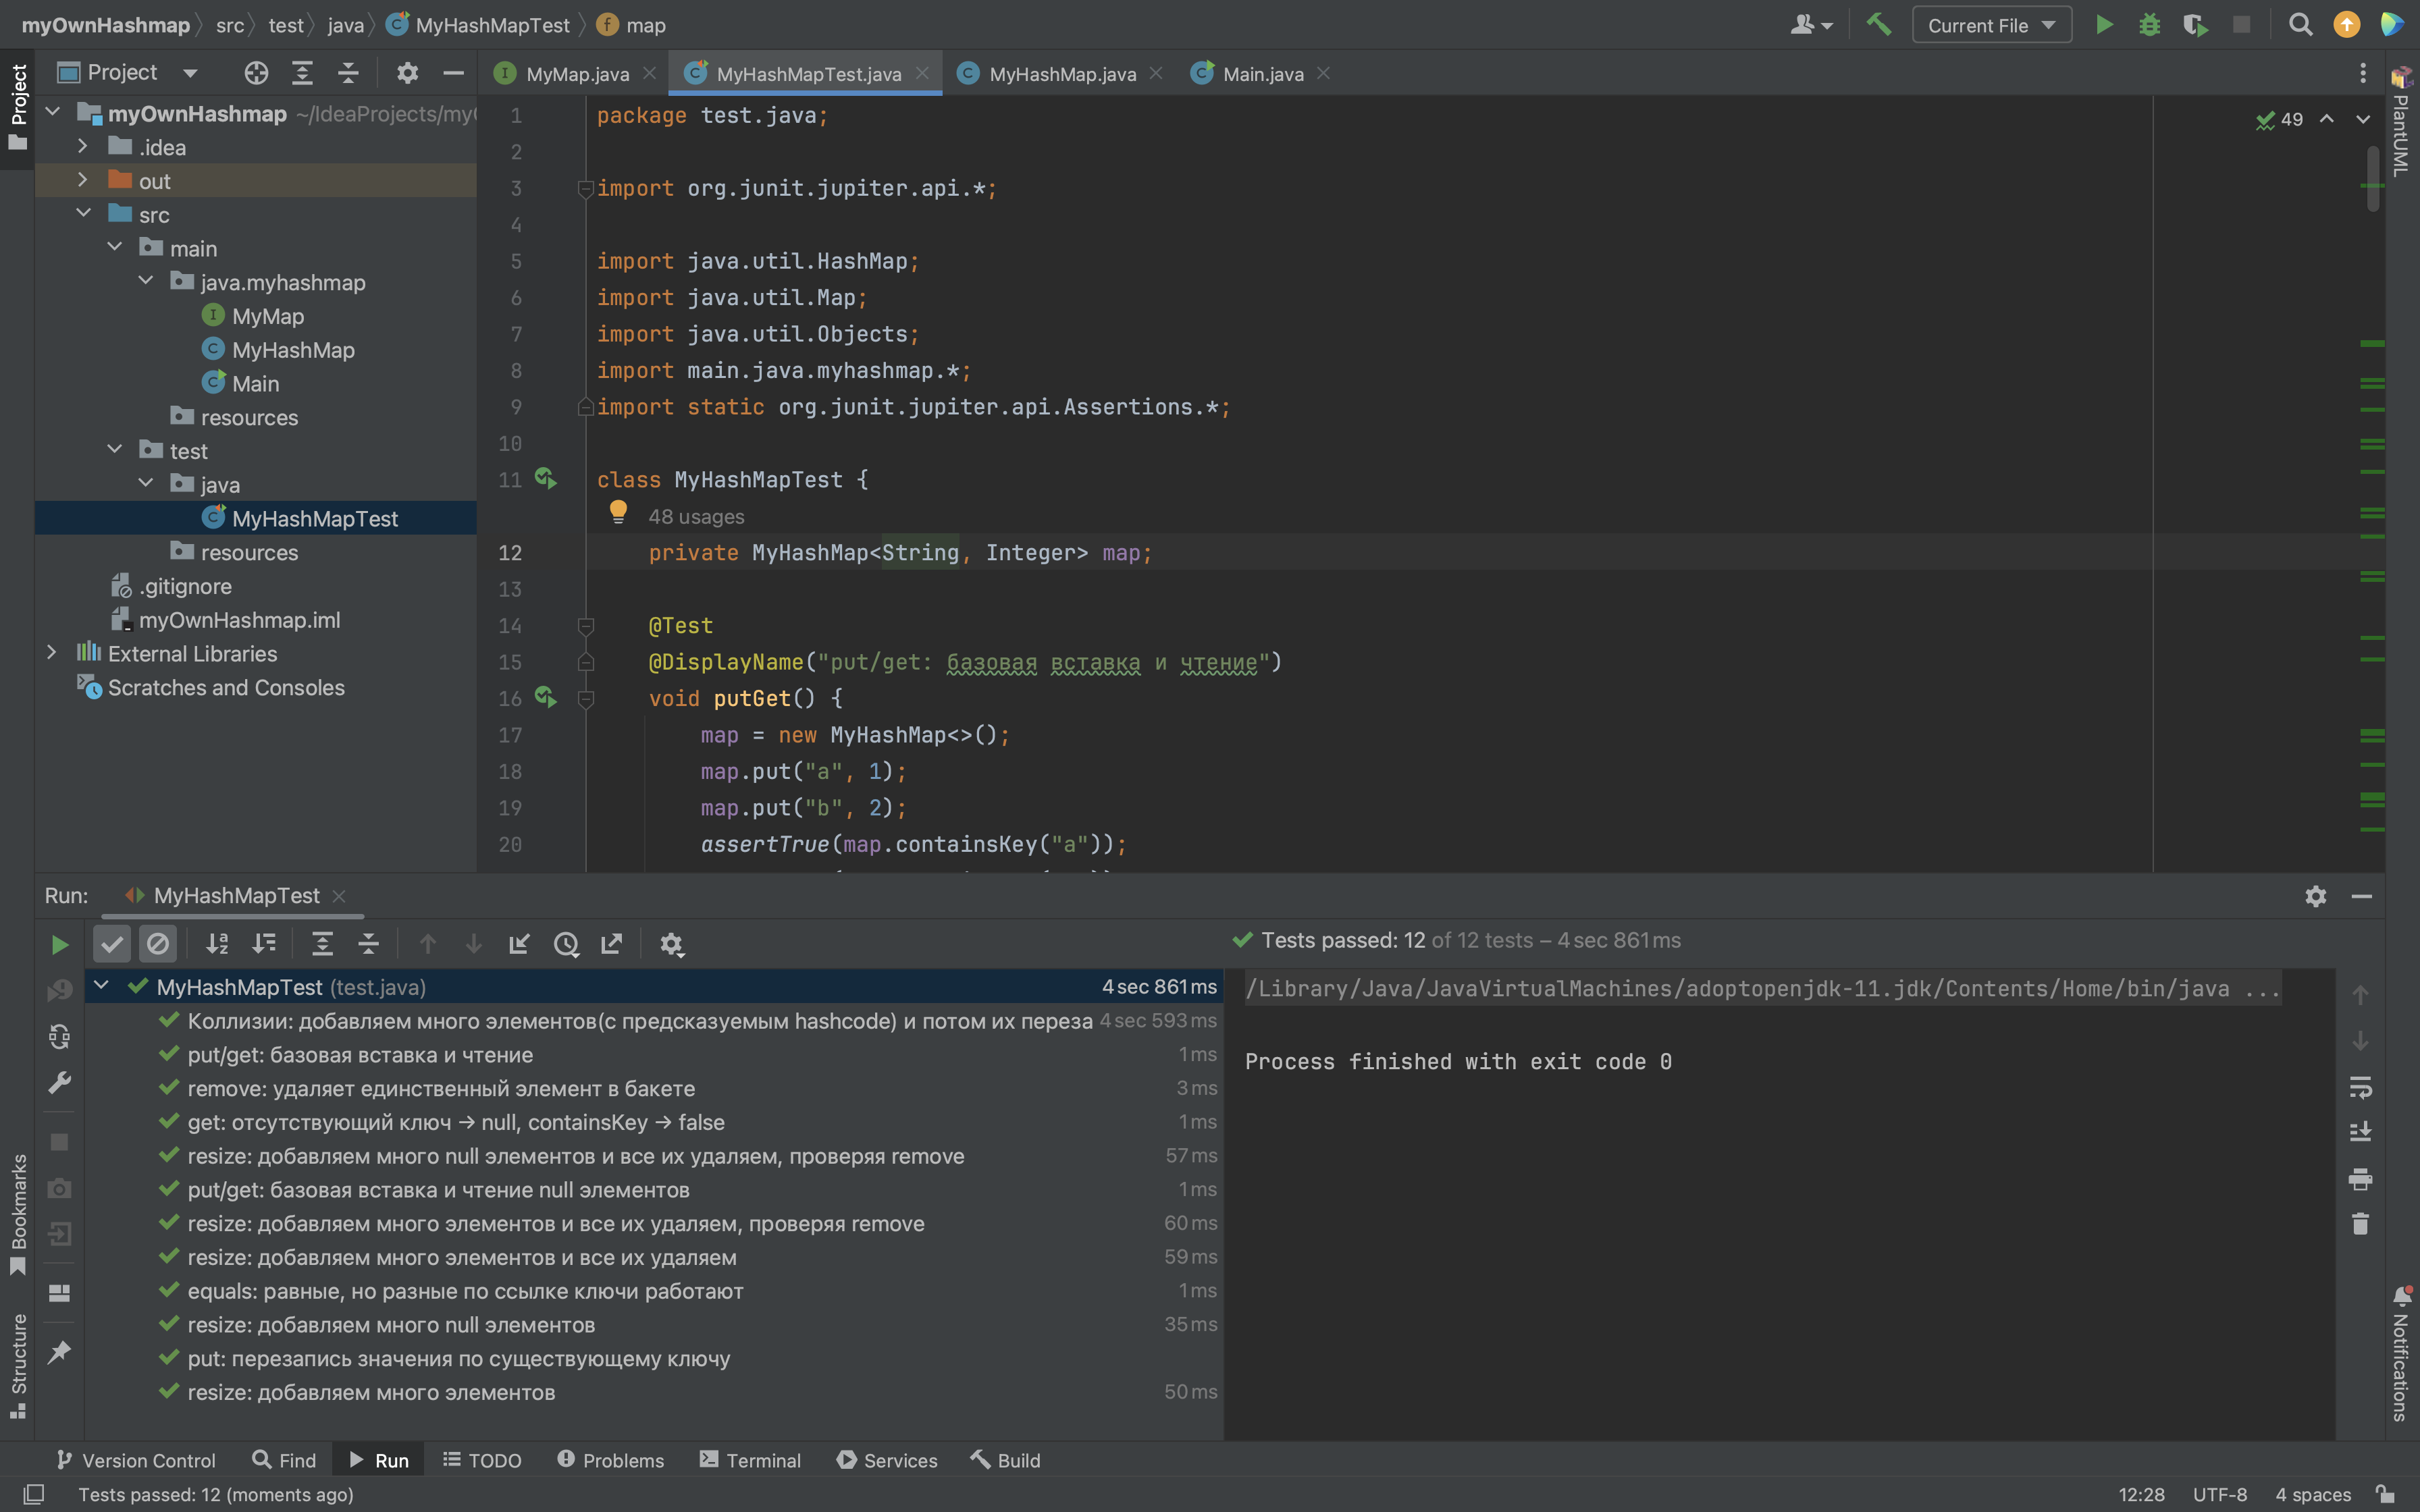 myOwnHashmap src test java MyHashMapTest map
Current File
Project
MyMap.java MyHashMapTest.java MyHashMap.java Main.java
Project
myOwnHashmap ~/IdeaProjects/my
.idea
out
src
main
java.myhashmap
MyMap
MyHashMap
Main
resources
test
java
MyHashMapTest
resources
.gitignore
myOwnHashmap.iml
External Libraries
Scratches and Consoles
49
PlantUML
1 package test.java;
2
3 import org.junit.jupiter.api.*;
4
5 import java.util.HashMap;
6 import java.util.Map;
7 import java.util.Objects;
8 import main.java.myhashmap.*;
9 import static org.junit.jupiter.api.Assertions.*;
10
11 class MyHashMapTest {
48 usages
12 private MyHashMap<String, Integer> map;
13
14 @Test
15 @DisplayName("put/get: базовая вставка и чтение")
16 void putGet() {
17 map = new MyHashMap<>();
18 map.put("a", 1);
19 map.put("b", 2);
20 assertTrue(map.containsKey("a"));
Run: MyHashMapTest
Tests passed: 12 of 12 tests – 4 sec 861 ms
MyHashMapTest (test.java) 4 sec 861 ms
Коллизии: добавляем много элементов(с предсказуемым hashcode) и потом их переза 4 sec 593 ms
put/get: базовая вставка и чтение 1 ms
remove: удаляет единственный элемент в бакете 3 ms
get: отсутствующий ключ → null, containsKey → false 1 ms
resize: добавляем много null элементов и все их удаляем, проверяя remove 57 ms
put/get: базовая вставка и чтение null элементов 1 ms
resize: добавляем много элементов и все их удаляем, проверяя remove 60 ms
resize: добавляем много элементов и все их удаляем 59 ms
equals: равные, но разные по ссылке ключи работают 1 ms
resize: добавляем много null элементов 35 ms
put: перезапись значения по существующему ключу
resize: добавляем много элементов 50 ms
/Library/Java/JavaVirtualMachines/adoptopenjdk-11.jdk/Contents/Home/bin/java ...
Process finished with exit code 0
Bookmarks
Structure
Notifications
Version Control Find Run TODO Problems Terminal Services Build
Tests passed: 12 (moments ago) 12:28 UTF-8 4 spaces